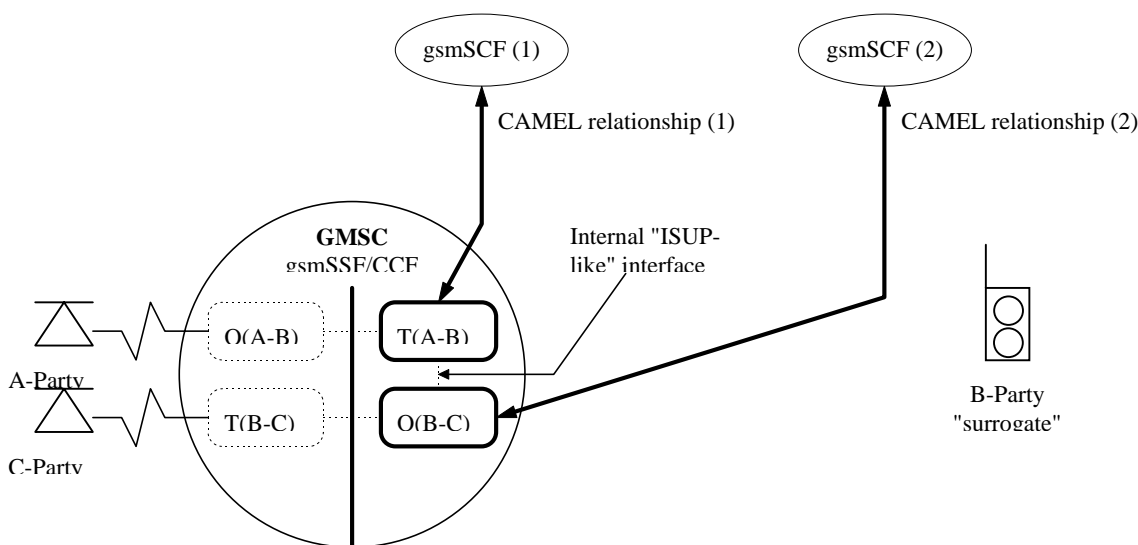 gsmSCF (1)
gsmSCF (2)
CAMEL relationship (1)
CAMEL relationship (2)
GMSC
gsmSSF/CCF
Internal "ISUP-
like" interface
O(A-B)
T(A-B)
A-Party
T(B-C)
O(B-C)
C-Party
B-Party
"surrogate"